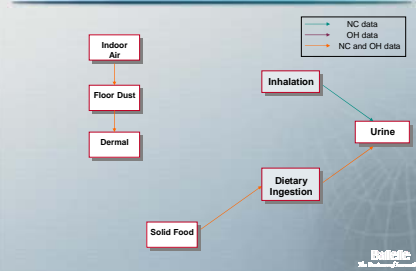 NC data
OH data
NC and OH data
Indoor
Air
Floor Dust
Dermal
Inhalation
Urine
Dietary
Ingestion
Solid Food
Battelle